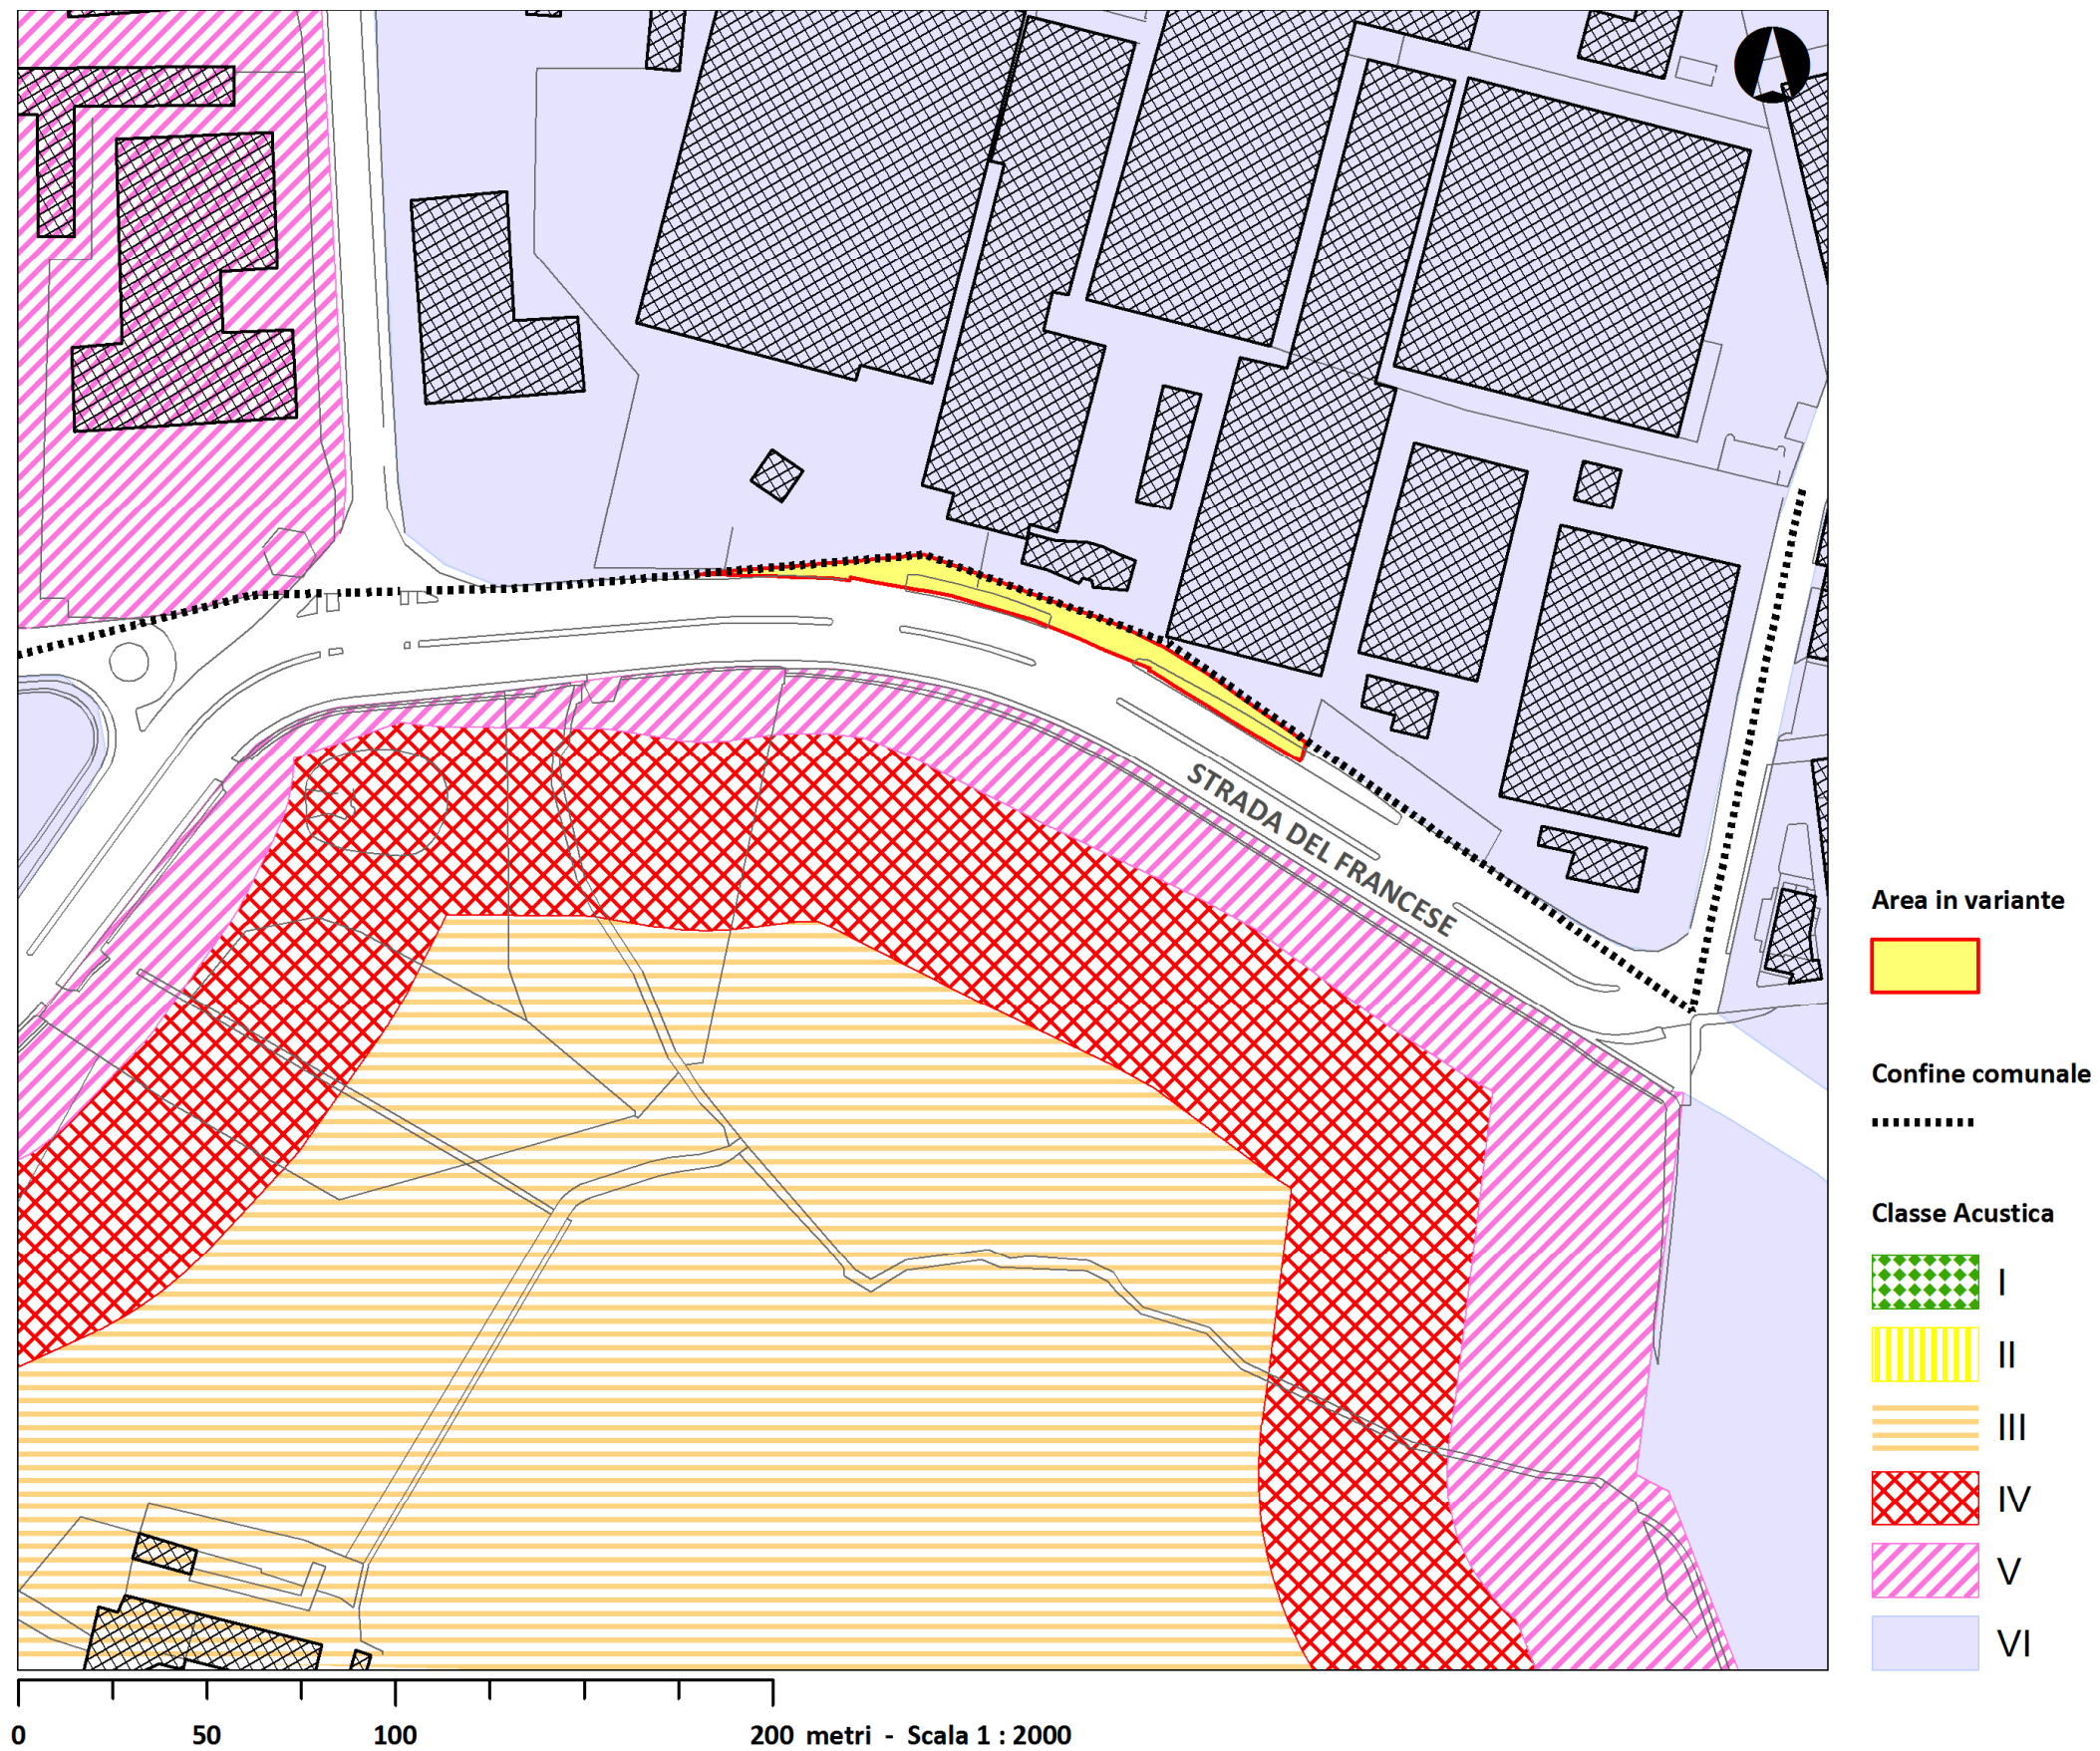 STRADA DEL FRANCESE
Area in variante
Confine comunale
Classe Acustica
I
II
III
IV
V
VI
0 50 100 200 metri - Scala 1 : 2000